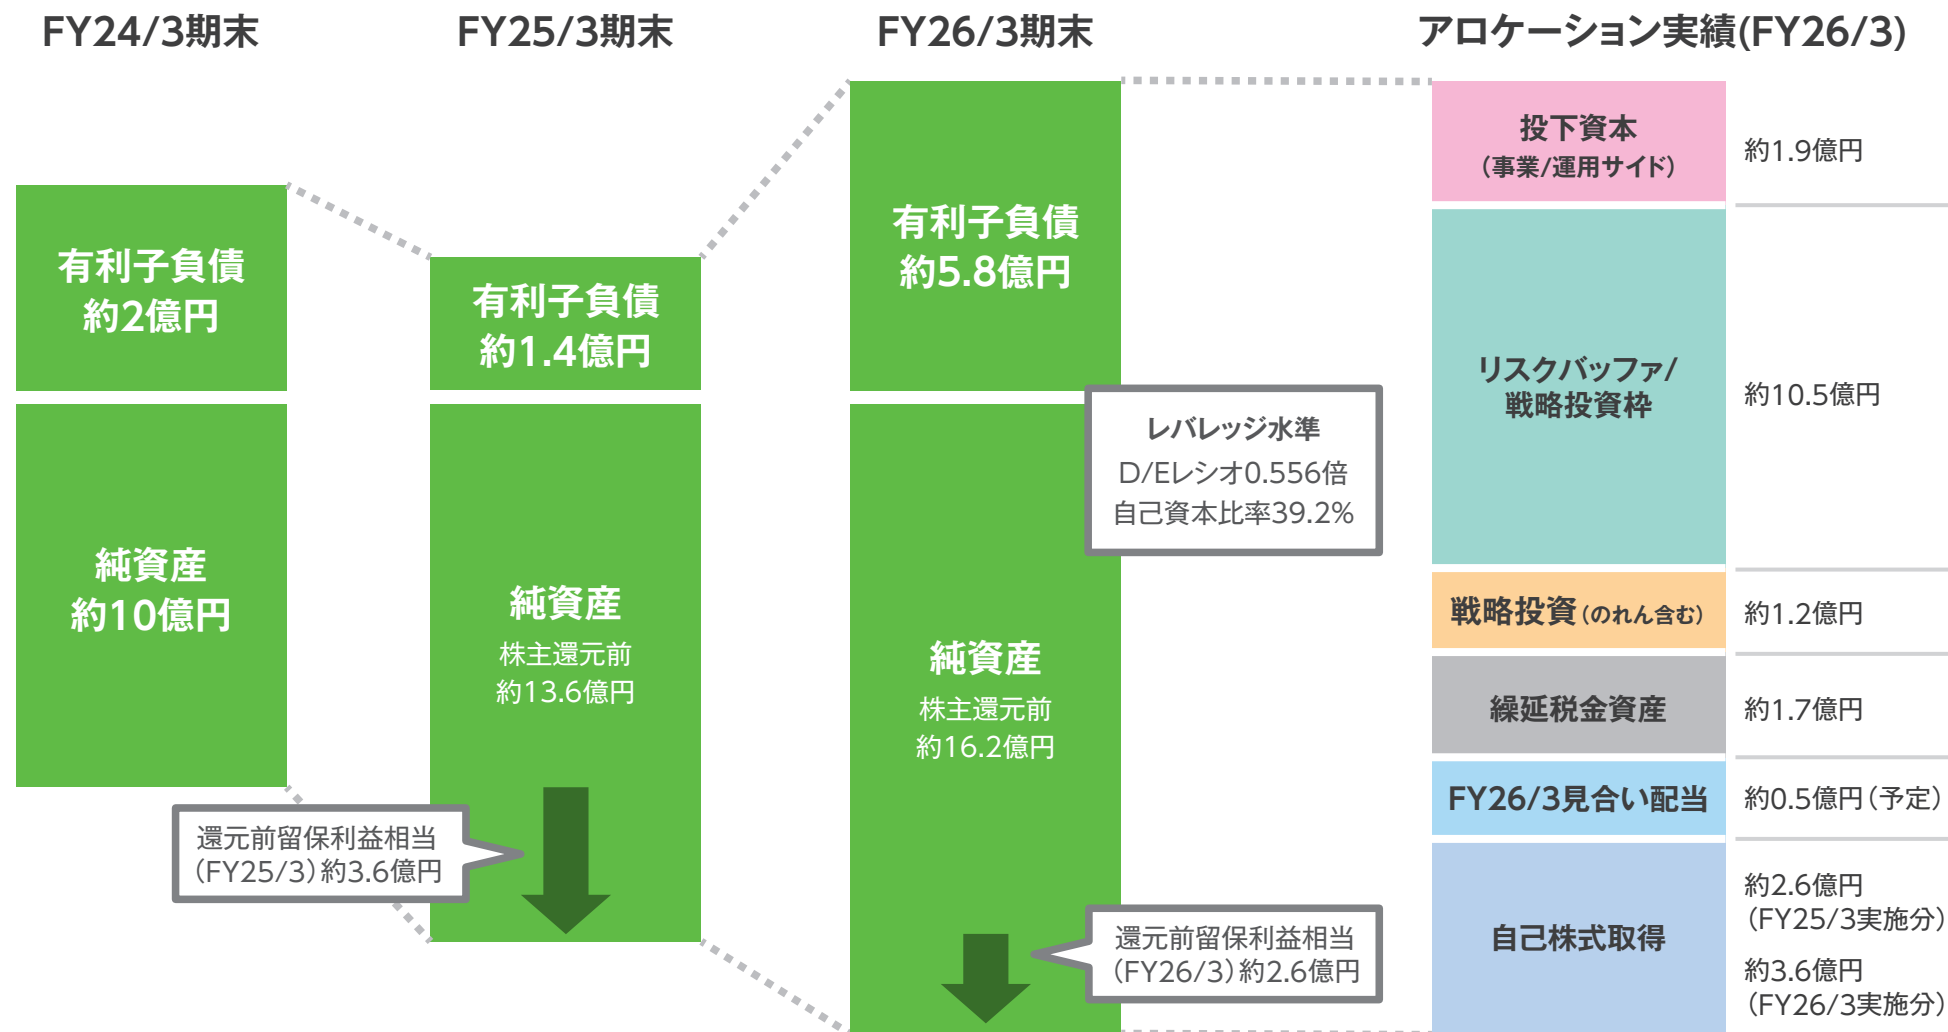 FY24/3期末
FY25/3期末
FY26/3期末
アロケーション実績(FY26/3)
有利子負債
約2億円
純資産
約10億円
有利子負債
約1.4億円
純資産
株主還元前
約13.6億円
還元前留保利益相当
(FY25/3)約3.6億円
有利子負債
約5.8億円
レバレッジ水準
D/Eレシオ0.556倍
自己資本比率39.2%
純資産
株主還元前
約16.2億円
還元前留保利益相当
(FY26/3)約2.6億円
投下資本
(事業/運用サイド)
約1.9億円
リスクバッファ/
戦略投資枠
約10.5億円
戦略投資(のれん含む)
約1.2億円
繰延税金資産
約1.7億円
FY26/3見合い配当
約0.5億円(予定)
自己株式取得
約2.6億円
(FY25/3実施分)
約3.6億円
(FY26/3実施分)